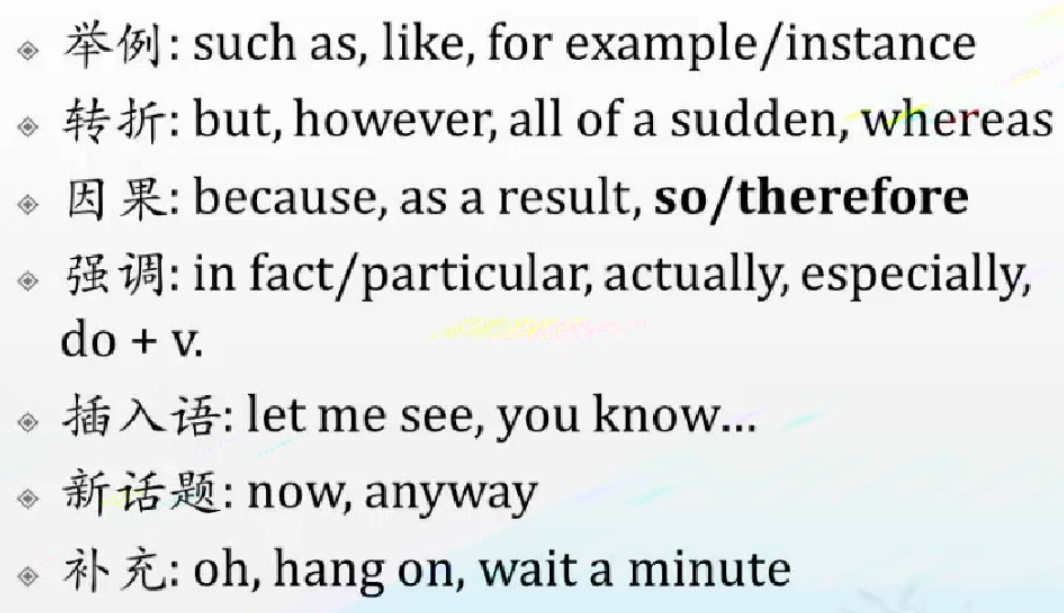 举例: such as, like, for example/instance
转折: but, however, all of a sudden, whereas
因果: because, as a result, so/therefore
强调: in fact/particular, actually, especially,
do + v.
插入语: let me see, you know...
新话题: now, anyway
补充: oh, hang on, wait a minute